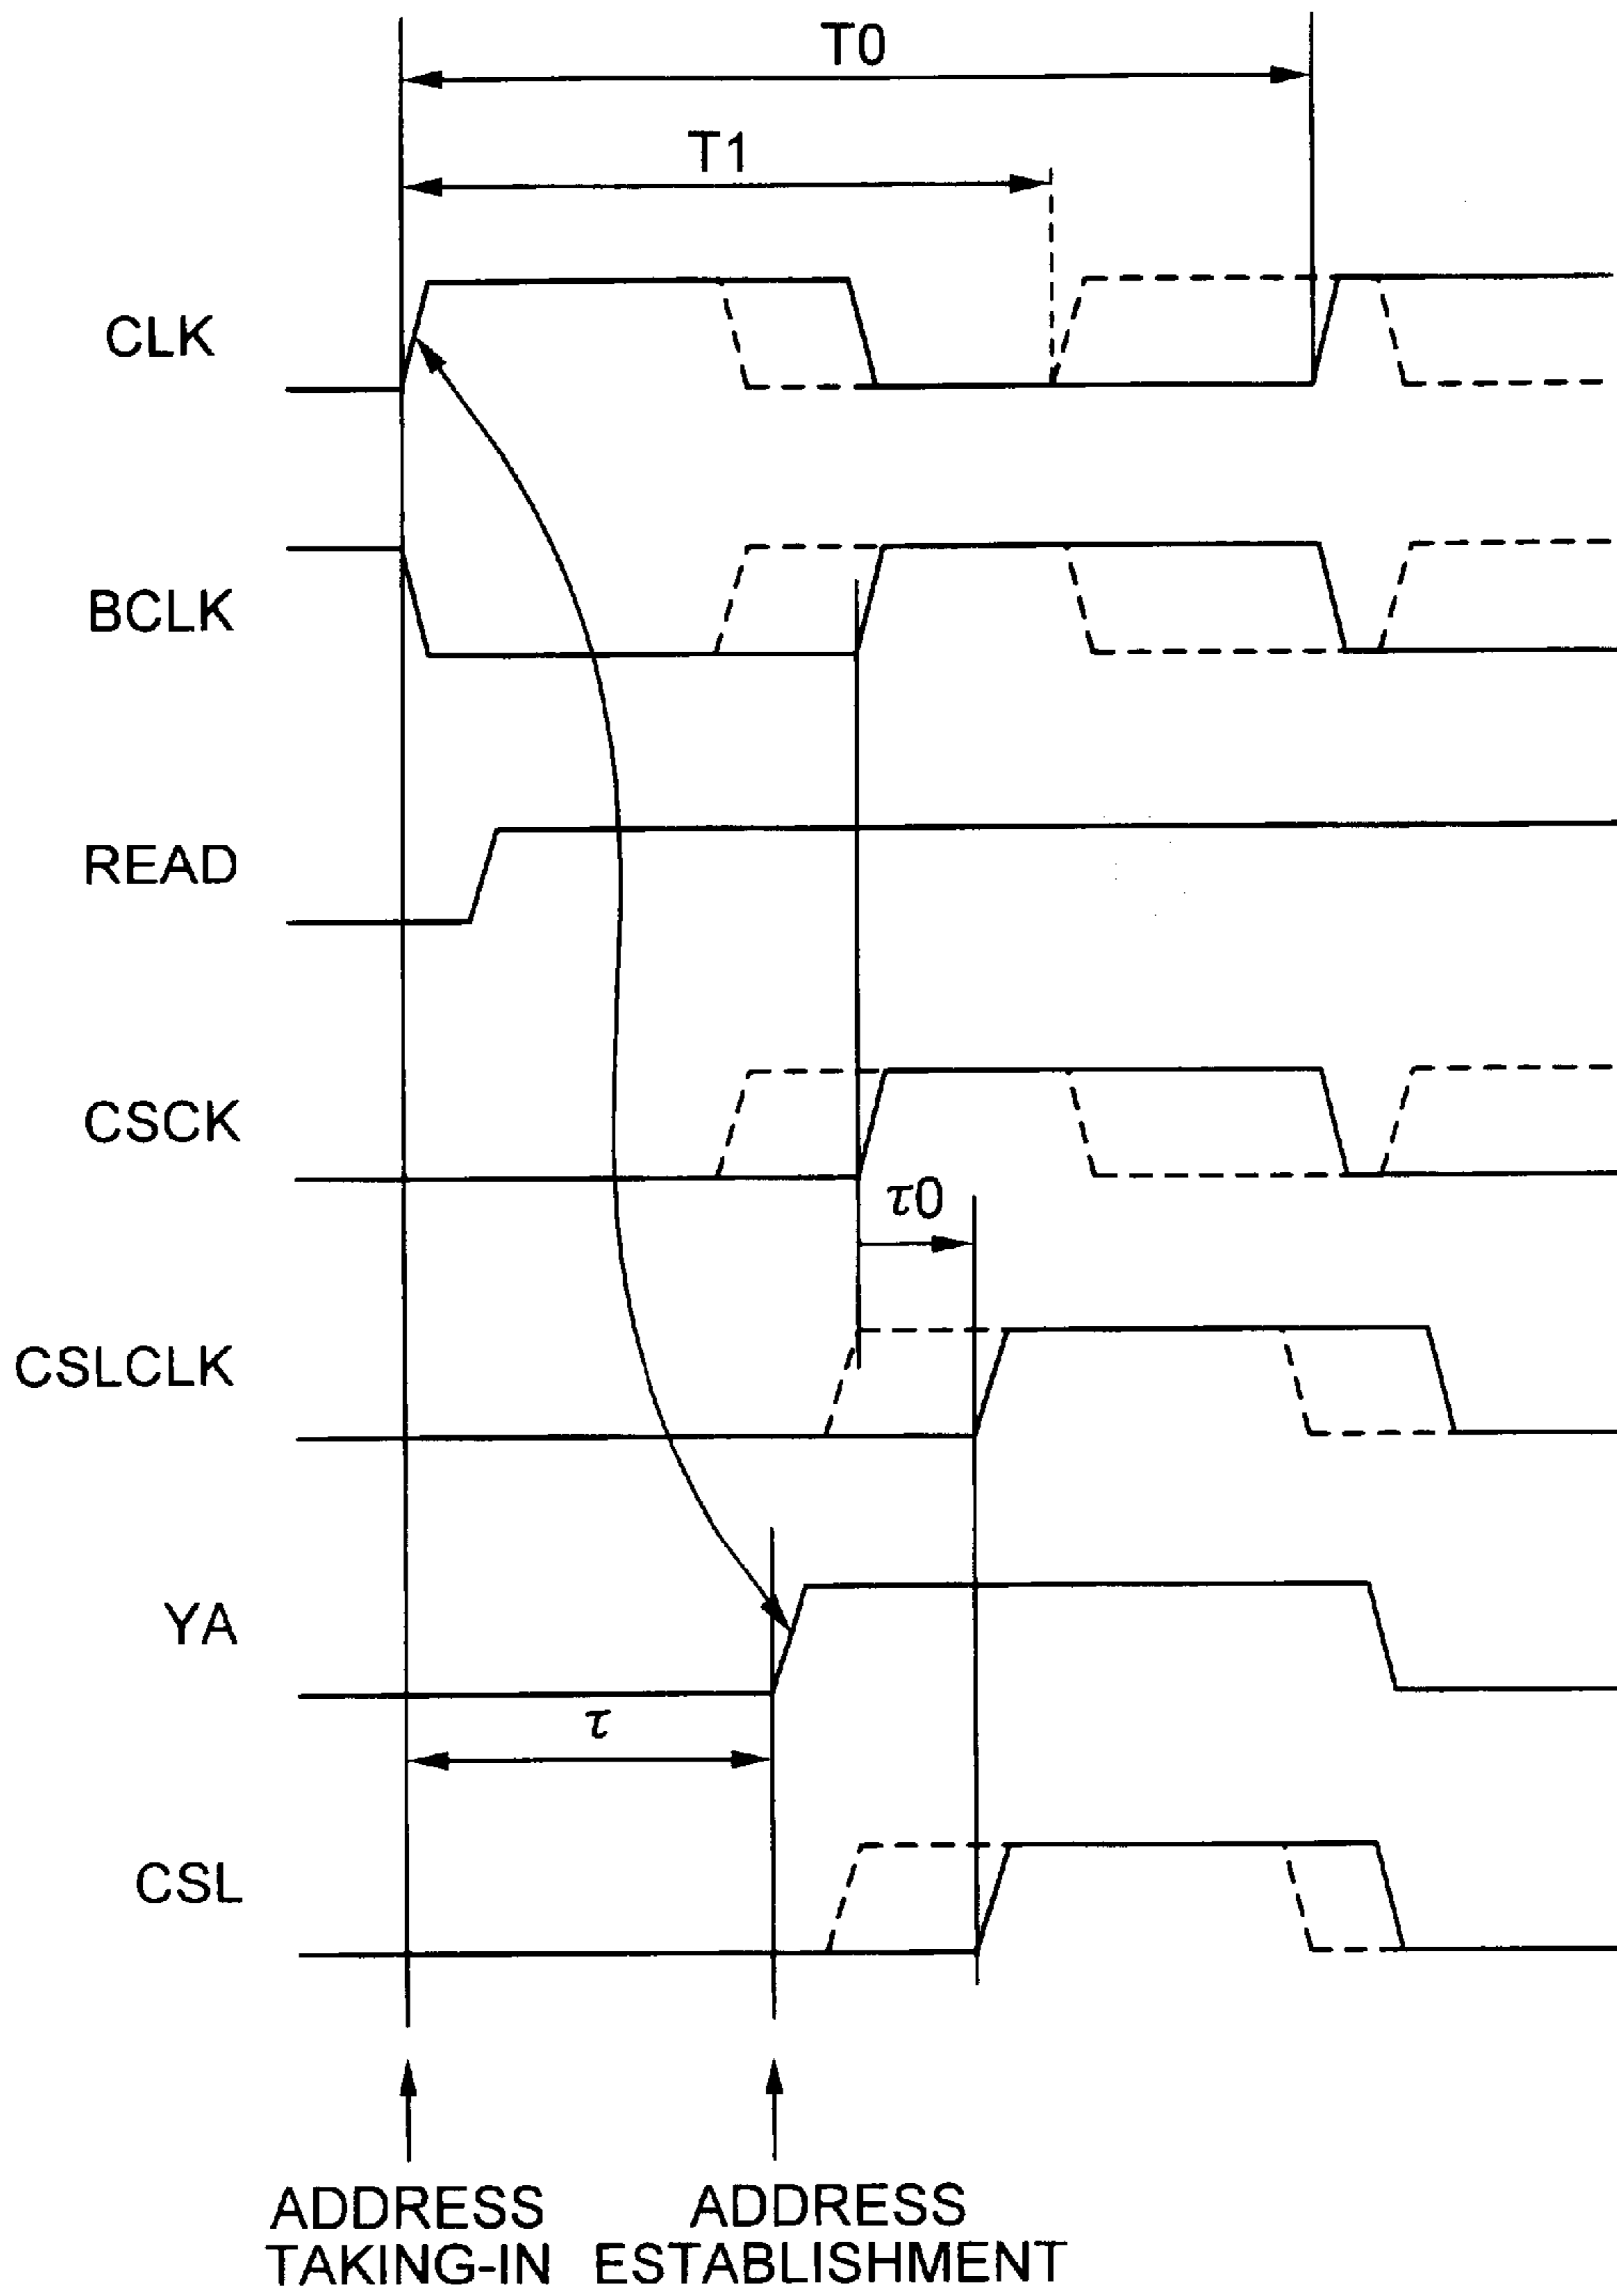 T0
T1
CLK
BCLK
READ
CSCK
τ0
CSLCLK
YA
τ
CSL
ADDRESS
TAKING-IN
ADDRESS
ESTABLISHMENT